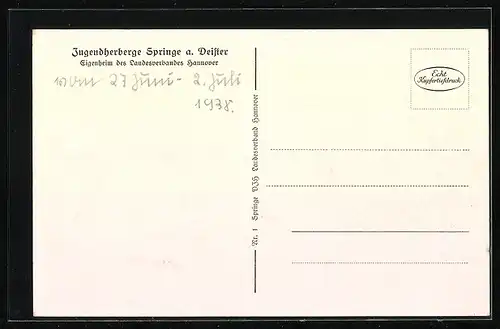 Jugendherberge Springe a. Deister
Eigenheim des Landesverbandes Hannover
vom 27 Juni - 2. Juli
1938.
Echt
Kupfertiefdruck
Nr. 1 Springe DJH Landesverband Hannover